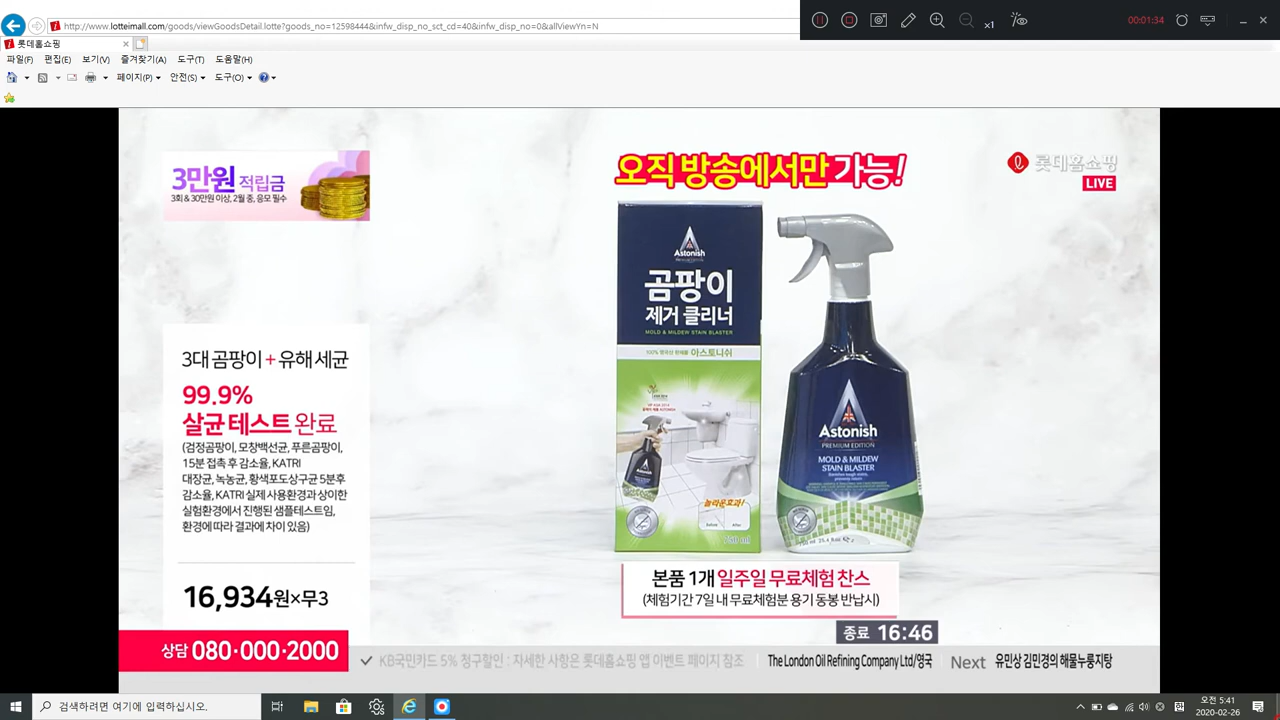 http://www.lotteimall.com/goods/viewGoodsDetail.lotte?goods_no=12598444&infw_disp_no_sct_cd=40&infw_disp_no=0&allViewYn=N
x1
00:01:34
롯데홈쇼핑
파일(F) 편집(E) 보기(V) 즐겨찾기(A) 도구(T) 도움말(H)
페이지(P) 안전(S) 도구(O)
3만원 적립금
3회 & 30만원 이상, 2월 중, 응모 필수
오직 방송에서만 가능!
롯데홈쇼핑
LIVE
Astonish
곰팡이
제거 클리너
MOLD & MILDEW STAIN BLASTER
100% 영국산 완제품 아스토니쉬
놀라운효과!
Before After
750 ml
Astonish
PREMIUM EDITION
MOLD & MILDEW
STAIN BLASTER
3대 곰팡이 + 유해 세균
99.9%
살균 테스트 완료
(검정곰팡이, 모창백선균, 푸른곰팡이,
15분 접촉 후 감소율, KATRI
대장균, 녹농균, 황색포도상구균 5분후
감소율, KATRI 실제 사용환경과 상이한
실험환경에서 진행된 샘플테스트임,
환경에 따라 결과에 차이 있음)
16,934원×무3
본품 1개 일주일 무료체험 찬스
(체험기간 7일 내 무료체험분 용기 동봉 반납시)
종료 16:46
상담 080·000·2000
KB국민카드 5% 청구할인 : 자세한 사항은 롯데홈쇼핑 앱 이벤트 페이지 참조
The London Oil Refining Company Ltd/영국
Next 유민상 김민경의 해물누룽지탕
검색하려면 여기에 입력하십시오.
오전 5:41
2020-02-26